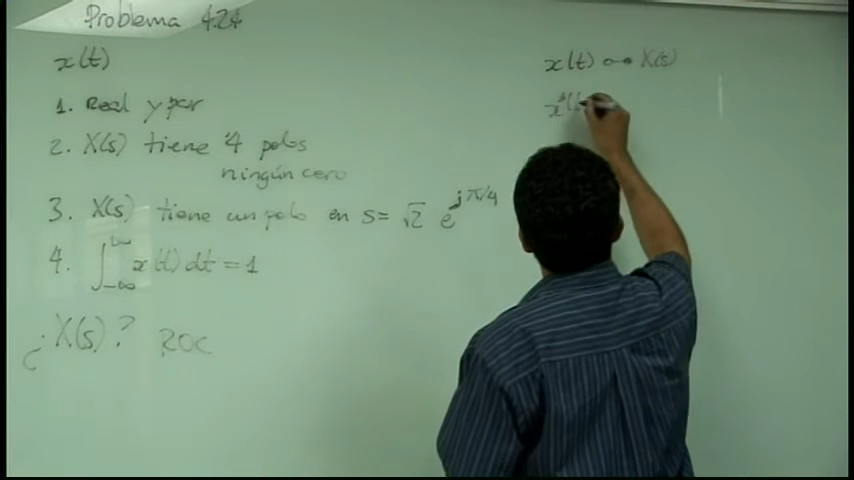 Problema 4.24
x(t)
1. Real y par
2. X(s) tiene 4 polos
ningún cero
3. X(s) tiene un polo en s= √2 e^{jπ/4}
4. ∫_{-∞}^{∞} x(t) dt = 1
¿X(s)? ROC
x(t) o–• X(s)
x*(t